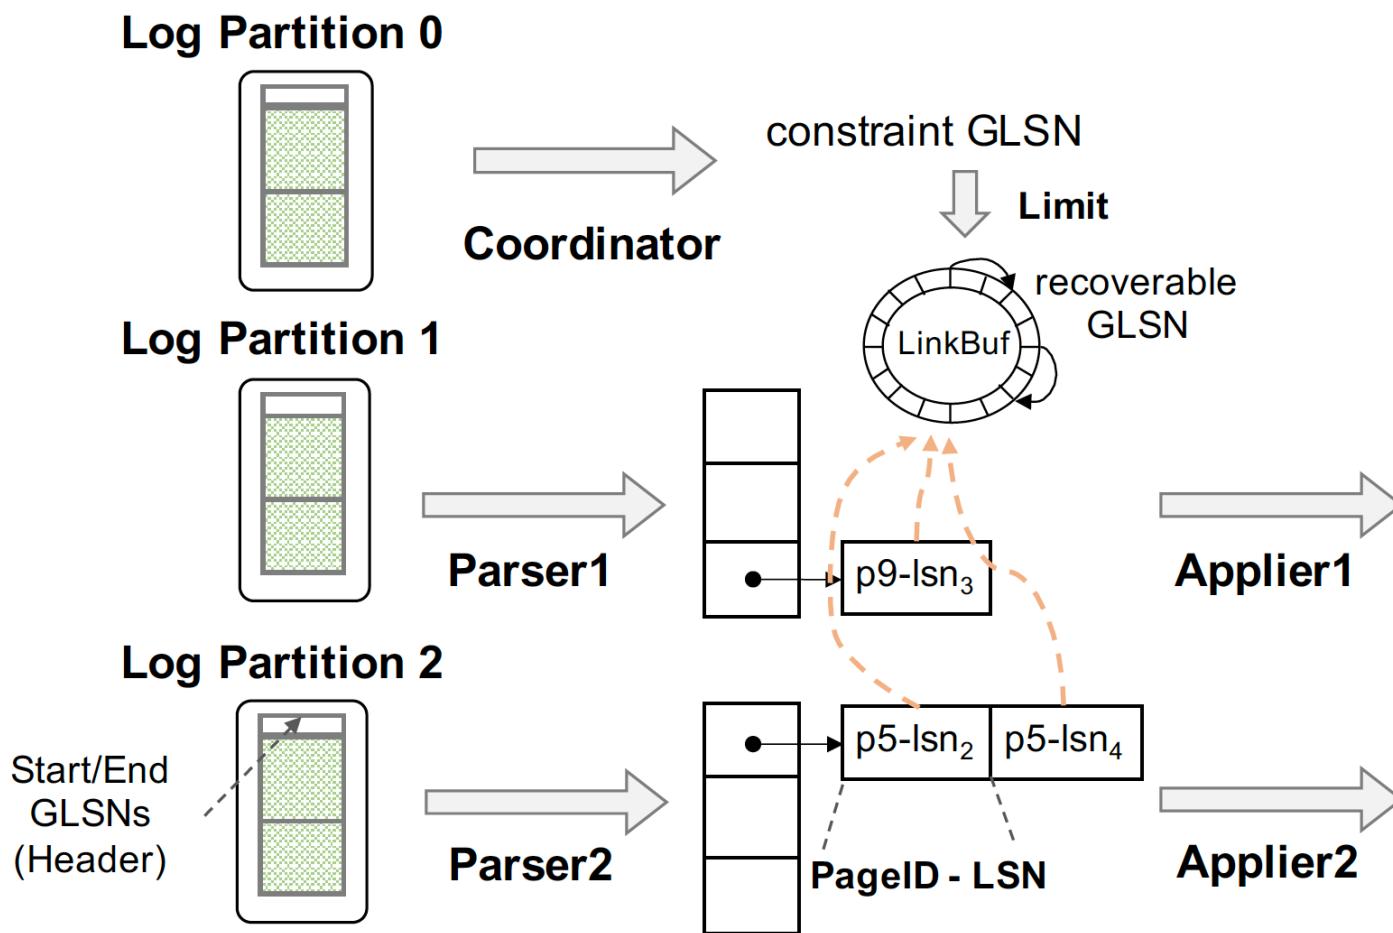 Log Partition 0
constraint GLSN
Limit
Coordinator
recoverable
GLSN
LinkBuf
Log Partition 1
Parser1
p9-lsn₃
Applier1
Log Partition 2
Start/End
GLSNs
(Header)
p5-lsn₂
p5-lsn₄
Parser2
PageID - LSN
Applier2